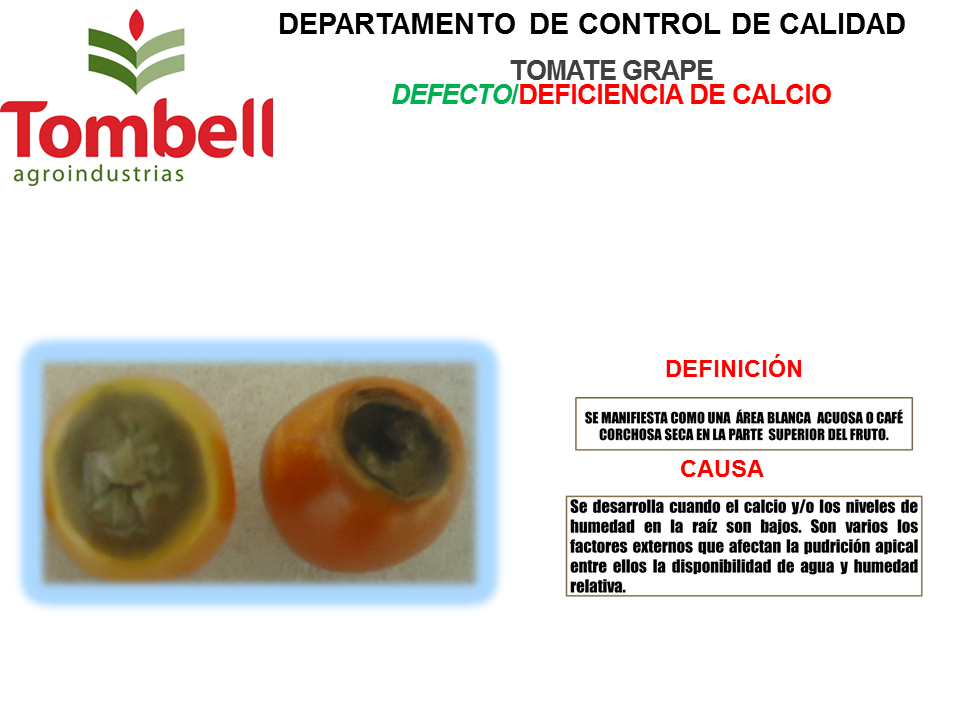 DEPARTAMENTO DE CONTROL DE CALIDAD
TOMATE GRAPE
DEFECTO/DEFICIENCIA DE CALCIO
Tombell
agroindustrias
DEFINICIÓN
SE MANIFIESTA COMO UNA ÁREA BLANCA ACUOSA O CAFÉ
CORCHOSA SECA EN LA PARTE SUPERIOR DEL FRUTO.
CAUSA
Se desarrolla cuando el calcio y/o los niveles de
humedad en la raíz son bajos. Son varios los
factores externos que afectan la pudrición apical
entre ellos la disponibilidad de agua y humedad
relativa.